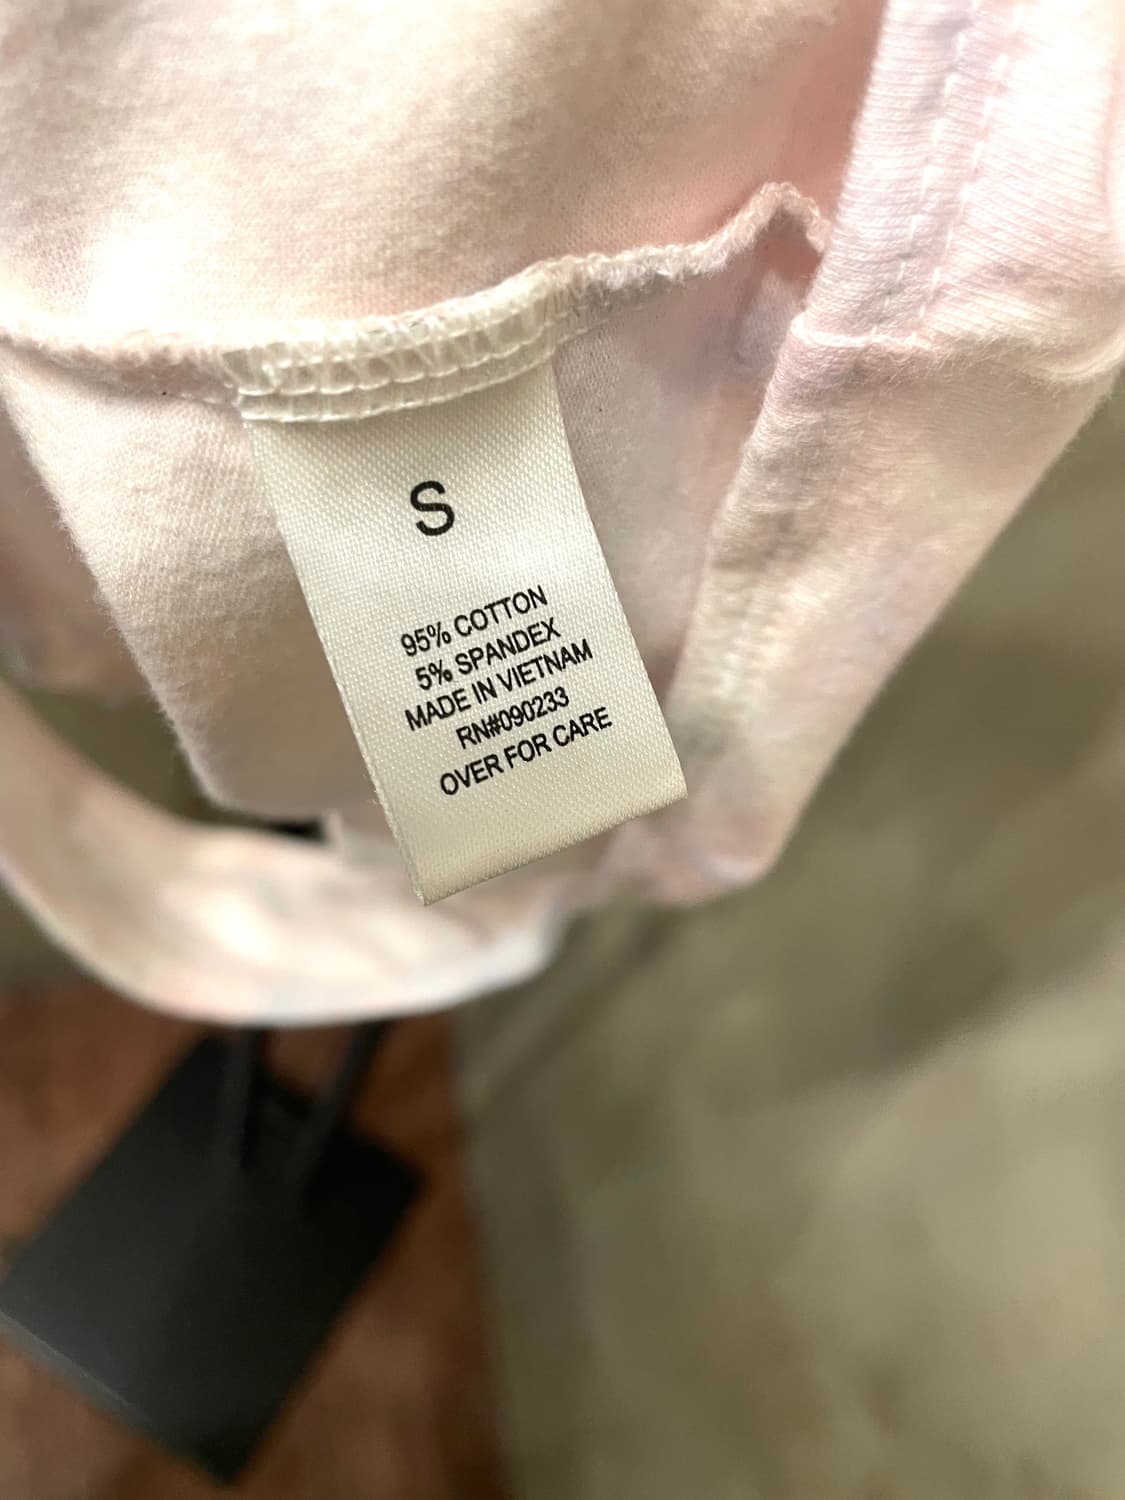 S
95% COTTON
5% SPANDEX
MADE IN VIETNAM
RN#090233
OVER FOR CARE